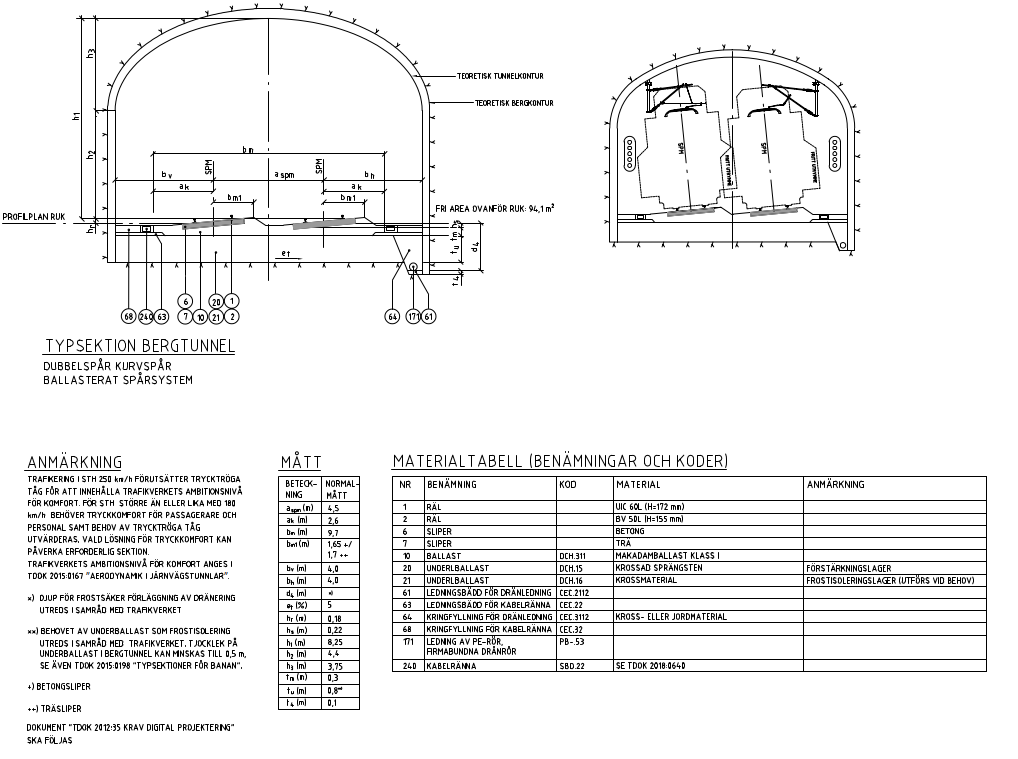 h3
h1
TEORETISK TUNNELKONTUR
TEORETISK BERGKONTUR
h2
bm
SPM
SPM
bv
aspm
bh
ak
ak
bm1
bm1
FRI AREA OVANFÖR RUK: 94,1 m²
PROFILPLAN RUK
hr
hs
tm
tu
d4
et
t4
6
20
1
68
240
63
7
10
21
2
64
171
61
SPM
SPM
TYPSEKTION BERGTUNNEL
DUBBELSPÅR KURVSPÅR
BALLASTERAT SPÅRSYSTEM
ANMÄRKNING
TRAFIKERING I STH 250 km/h FÖRUTSÄTTER TRYCKTRÖGA
TÅG FÖR ATT INNEHÅLLA TRAFIKVERKETS AMBITIONSNIVÅ
FÖR KOMFORT. FÖR STH STÖRRE ÄN ELLER LIKA MED 180
km/h BEHÖVER TRYCKKOMFORT FÖR PASSAGERARE OCH
PERSONAL SAMT BEHOV AV TRYCKTRÖGA TÅG
UTVÄRDERAS. VALD LÖSNING FÖR TRYCKKOMFORT KAN
PÅVERKA ERFORDERLIG SEKTION.
TRAFIKVERKETS AMBITIONSNIVÅ FÖR KOMFORT ANGES I
TDOK 2015:0167 "AERODYNAMIK I JÄRNVÄGSTUNNLAR".
*) DJUP FÖR FROSTSÄKER FÖRLÄGGNING AV DRÄNERING
UTREDS I SAMRÅD MED TRAFIKVERKET
**) BEHOVET AV UNDERBALLAST SOM FROSTISOLERING
UTREDS I SAMRÅD MED TRAFIKVERKET. TJOCKLEK PÅ
UNDERBALLAST I BERGTUNNEL KAN MINSKAS TILL 0,5 m,
SE ÄVEN TDOK 2015:0198 "TYPSEKTIONER FÖR BANAN".
+) BETONGSLIPER
++) TRÄSLIPER
DOKUMENT "TDOK 2012:35 KRAV DIGITAL PROJEKTERING"
SKA FÖLJAS
MÅTT
BETECK-NING NORMAL-MÅTT
aspm (m) 4,5
ak (m) 2,6
bm (m) 9,7
bm1 (m) 1,65 +/
1,7 ++
bv (m) 4,0
bh (m) 4,0
d4 (m) *)
et (%) 5
hr (m) 0,18
hs (m) 0,22
h1 (m) 8,25
h2 (m) 4,4
h3 (m) 3,75
tm (m) 0,3
tu (m) 0,8**)
t4 (m) 0,1
MATERIALTABELL (BENÄMNINGAR OCH KODER)
NR BENÄMNING KOD MATERIAL ANMÄRKNING
1 RÄL UIC 60L (H=172 mm)
2 RÄL BV 50L (H=155 mm)
6 SLIPER BETONG
7 SLIPER TRÄ
10 BALLAST DCH.311 MAKADAMBALLAST KLASS I
20 UNDERLBALLAST DCH.15 KROSSAD SPRÄNGSTEN FÖRSTÄRKNINGSLAGER
21 UNDERLBALLAST DCH.16 KROSSMATERIAL FROSTISOLERINGSLAGER (UTFÖRS VID BEHOV)
61 LEDNINGSBÄDD FÖR DRÄNLEDNING CEC.2112
63 LEDNINGSBÄDD FÖR KABELRÄNNA CEC.22
64 KRINGFYLLNING FÖR DRÄNLEDNING CEC.3112 KROSS- ELLER JORDMATERIAL
68 KRINGFYLLNING FÖR KABELRÄNNA CEC.32
171 LEDNING AV PE-RÖR, PB-.53
FIRMABUNDNA DRÄNRÖR
240 KABELRÄNNA SBD.22 SE TDOK 2018:0640